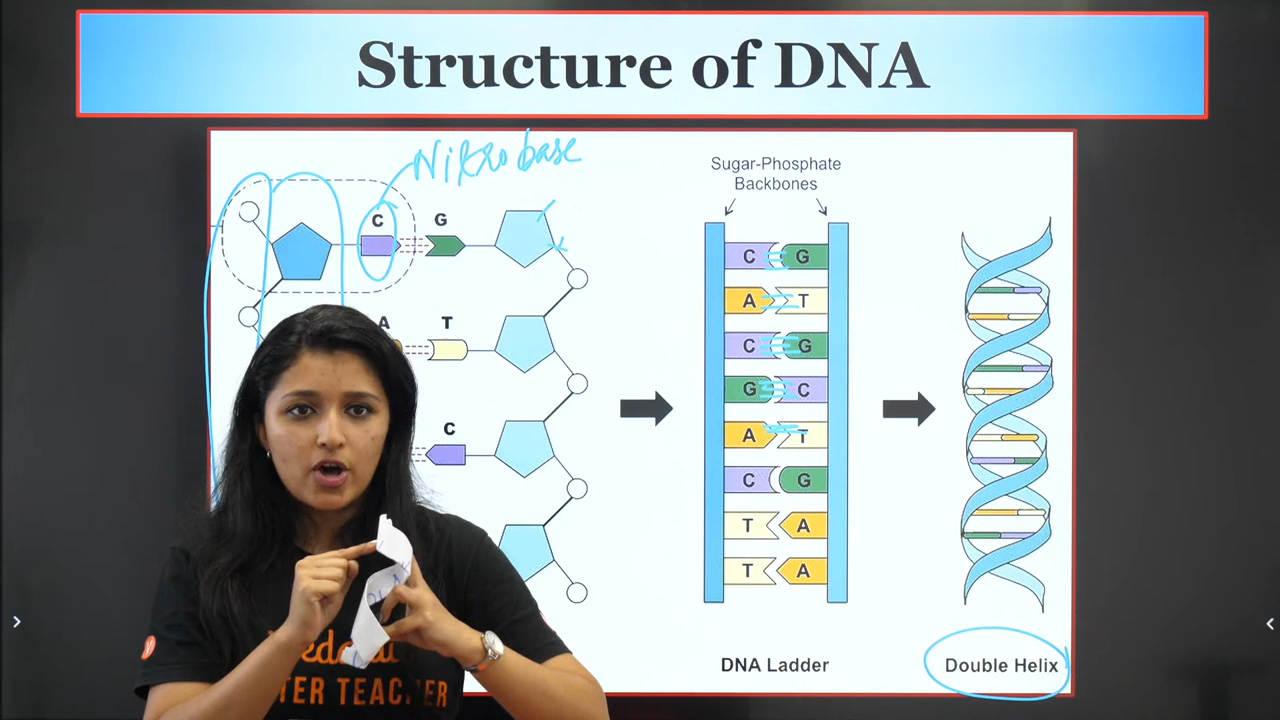 Structure of DNA
Nitro base
C G
A T
C
Sugar-Phosphate
Backbones
C G
A T
C G
G C
A T
C G
T A
T A
DNA Ladder
Double Helix
TER TEACHER